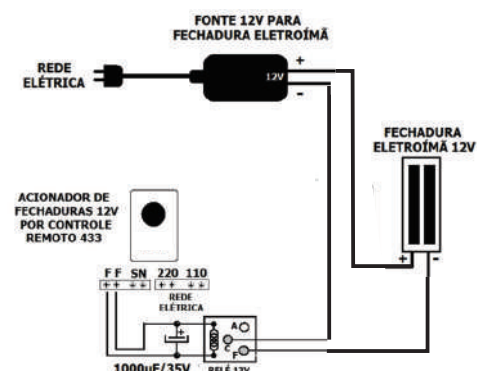 FONTE 12V PARA
FECHADURA ELETROÍMÃ
REDE
ELÉTRICA
12V
+
-
FECHADURA
ELETROÍMÃ 12V
+ -
ACIONADOR DE
FECHADURAS 12V
POR CONTROLE
REMOTO 433
F F SN 220 110
REDE
ELÉTRICA
+
A
C
F
1000uF/35V
RELÉ 12V